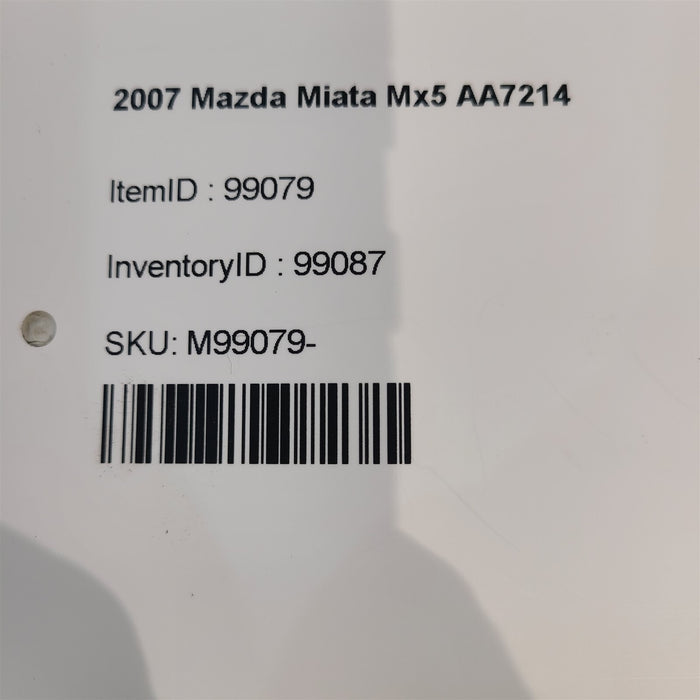 2007 Mazda Miata Mx5 AA7214
ItemID : 99079
InventoryID : 99087
SKU: M99079-